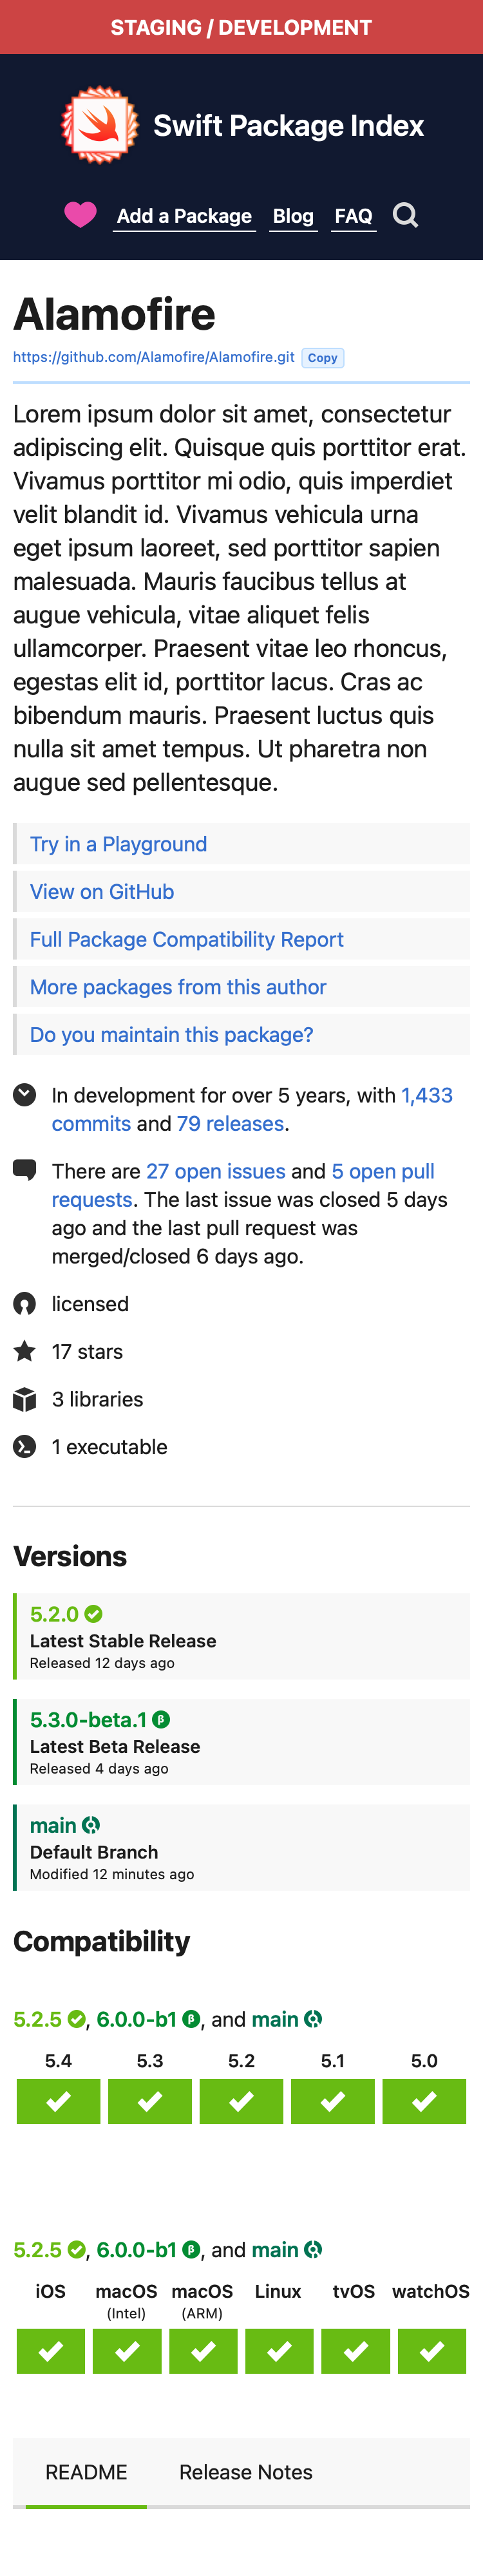 STAGING / DEVELOPMENT
Swift Package Index
Add a Package Blog FAQ
Alamofire
https://github.com/Alamofire/Alamofire.git Copy
Lorem ipsum dolor sit amet, consectetur
adipiscing elit. Quisque quis porttitor erat.
Vivamus porttitor mi odio, quis imperdiet
velit blandit id. Vivamus vehicula urna
eget ipsum laoreet, sed porttitor sapien
malesuada. Mauris faucibus tellus at
augue vehicula, vitae aliquet felis
ullamcorper. Praesent vitae leo rhoncus,
egestas elit id, porttitor lacus. Cras ac
bibendum mauris. Praesent luctus quis
nulla sit amet tempus. Ut pharetra non
augue sed pellentesque.
Try in a Playground
View on GitHub
Full Package Compatibility Report
More packages from this author
Do you maintain this package?
In development for over 5 years, with 1,433
commits and 79 releases.
There are 27 open issues and 5 open pull
requests. The last issue was closed 5 days
ago and the last pull request was
merged/closed 6 days ago.
licensed
17 stars
3 libraries
1 executable
Versions
5.2.0
Latest Stable Release
Released 12 days ago
5.3.0-beta.1 β
Latest Beta Release
Released 4 days ago
main
Default Branch
Modified 12 minutes ago
Compatibility
5.2.5, 6.0.0-b1 β, and main
5.4 5.3 5.2 5.1 5.0
5.2.5, 6.0.0-b1 β, and main
iOS macOS macOS Linux tvOS watchOS
(Intel) (ARM)
README Release Notes